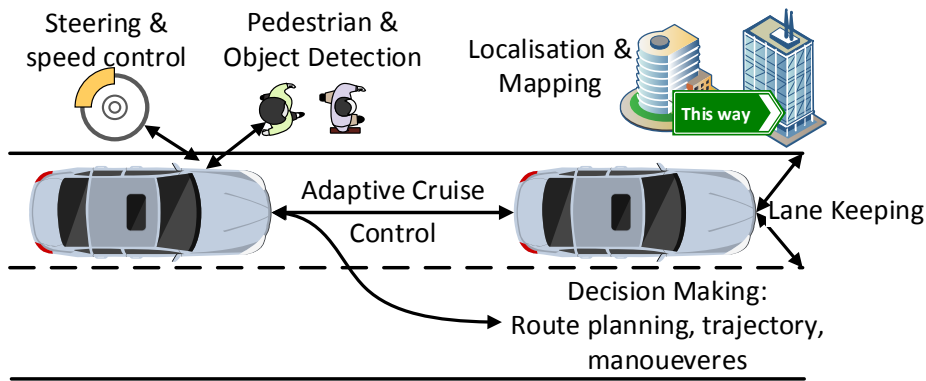 Steering &
speed control
Pedestrian &
Object Detection
Localisation &
Mapping
This way
Adaptive Cruise
Control
Lane Keeping
Decision Making:
Route planning, trajectory,
manoueveres